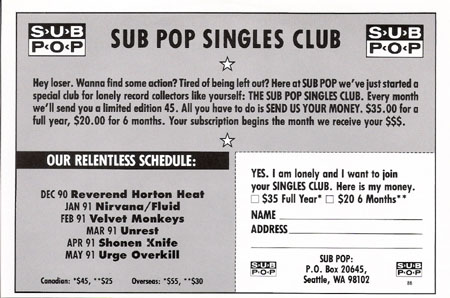 S·U·B
P·O·P
SUB POP SINGLES CLUB
S·U·B
P·O·P
Hey loser. Wanna find some action? Tired of being left out? Here at SUB POP we've just started a
special club for lonely record collectors like yourself: THE SUB POP SINGLES CLUB. Every month
we'll send you a limited edition 45. All you have to do is SEND US YOUR MONEY. $35.00 for a
full year, $20.00 for 6 months. Your subscription begins the month we receive your $$$.
OUR RELENTLESS SCHEDULE:
DEC 90 Reverend Horton Heat
JAN 91 Nirvana/Fluid
FEB 91 Velvet Monkeys
MAR 91 Unrest
APR 91 Shonen Knife
MAY 91 Urge Overkill
Canadian: *$45, **$25 Overseas: *$55, **$30
YES. I am lonely and I want to join
your SINGLES CLUB. Here is my money.
$35 Full Year* $20 6 Months**
NAME
ADDRESS
SUB
POP
SUB POP:
P.O. Box 20645,
Seattle, WA 98102
SUB
POP